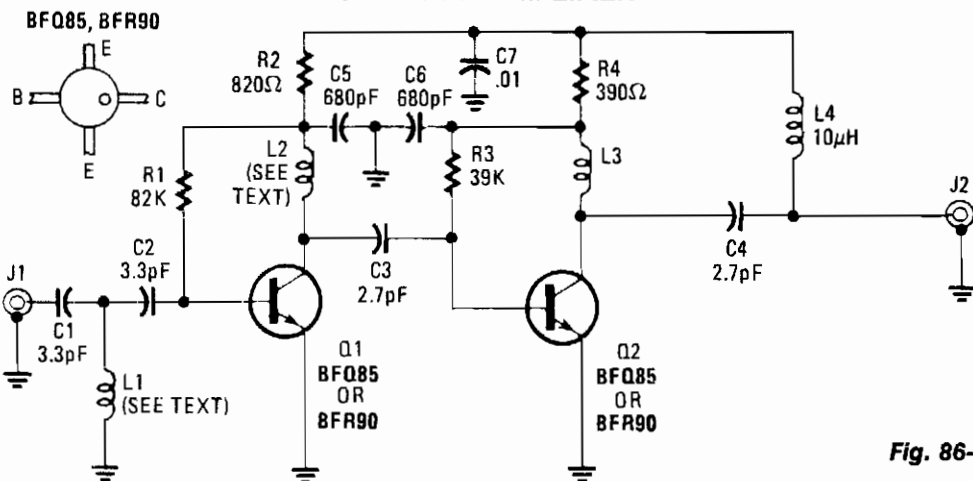 BFQ85, BFR90
E
B
C
E
R2
820Ω
C5
680pF
C6
680pF
C7
.01
R4
390Ω
L4
10µH
R1
82K
L2
(SEE
TEXT)
R3
39K
L3
J2
C2
3.3pF
C3
2.7pF
C4
2.7pF
J1
C1
3.3pF
L1
(SEE TEXT)
Q1
BFQ85
OR
BFR90
Q2
BFQ85
OR
BFR90
Fig. 86-